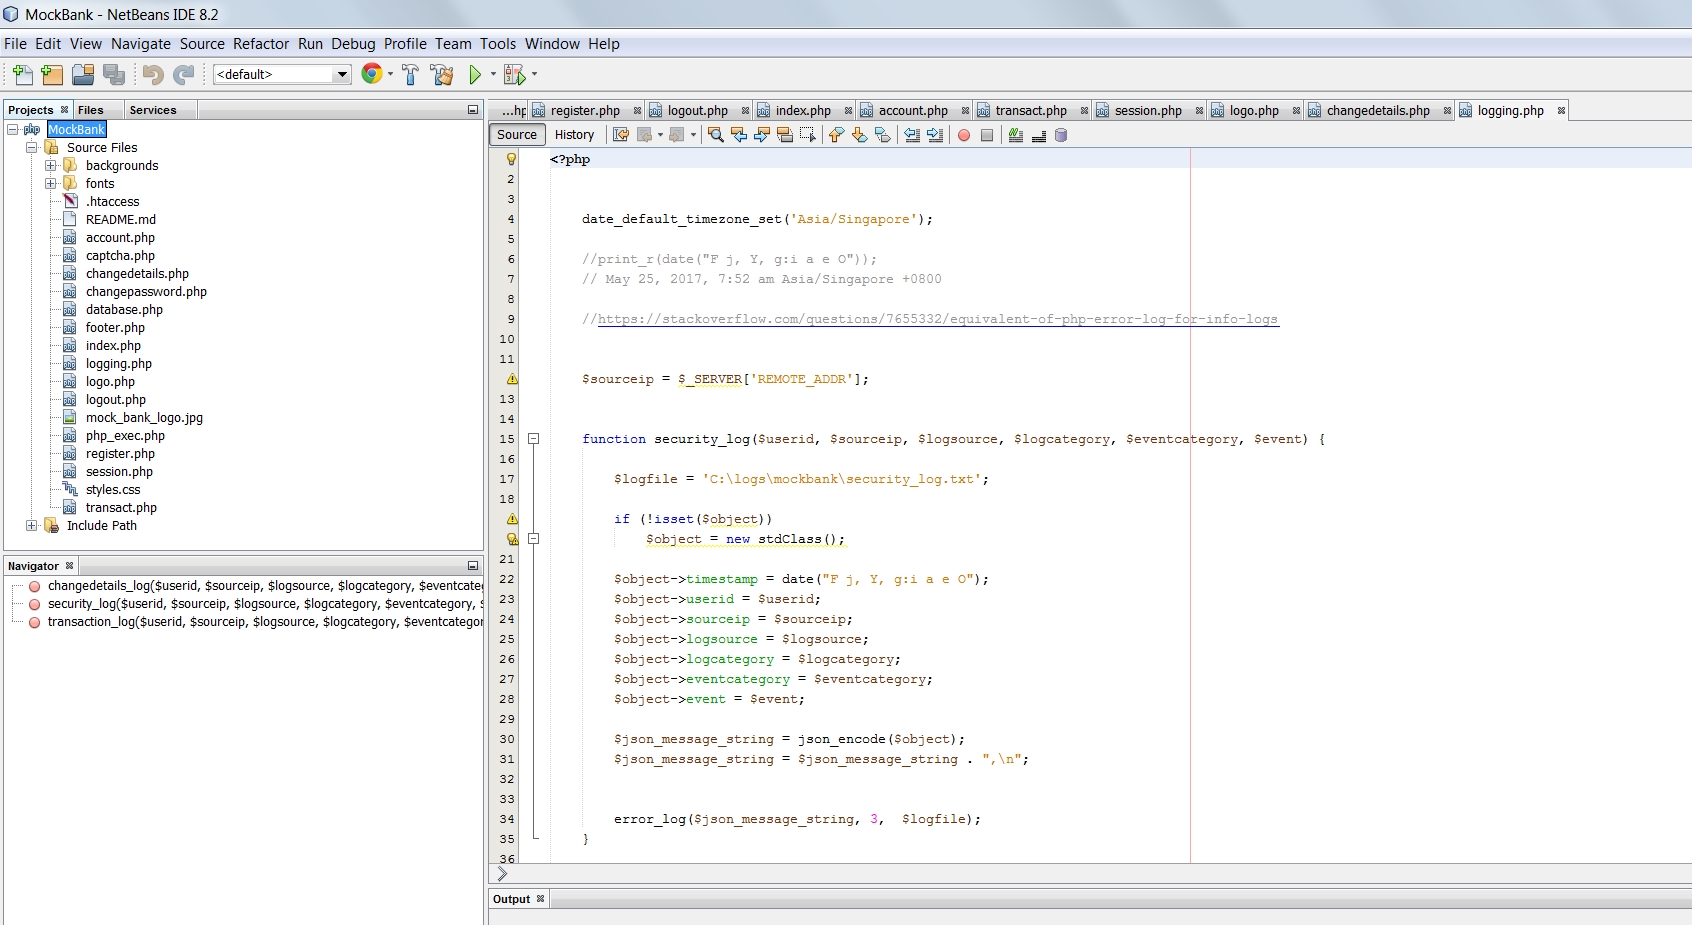 MockBank - NetBeans IDE 8.2
File Edit View Navigate Source Refactor Run Debug Profile Team Tools Window Help
<default>
Projects Files Services
MockBank
Source Files
backgrounds
fonts
.htaccess
README.md
account.php
captcha.php
changedetails.php
changepassword.php
database.php
footer.php
index.php
logging.php
logo.php
logout.php
mock_bank_logo.jpg
php_exec.php
register.php
session.php
styles.css
transact.php
Include Path
Navigator
changedetails_log($userid, $sourceip, $logsource, $logcategory, $eventcate
security_log($userid, $sourceip, $logsource, $logcategory, $eventcategory, $
transaction_log($userid, $sourceip, $logsource, $logcategory, $eventcategor
...hp register.php logout.php index.php account.php transact.php session.php logo.php changedetails.php logging.php
Source History
<?php
2
3
4 date_default_timezone_set('Asia/Singapore');
5
6 //print_r(date("F j, Y, g:i a e O"));
7 // May 25, 2017, 7:52 am Asia/Singapore +0800
8
9 //https://stackoverflow.com/questions/7655332/equivalent-of-php-error-log-for-info-logs
10
11
$sourceip = $_SERVER['REMOTE_ADDR'];
13
14
15 function security_log($userid, $sourceip, $logsource, $logcategory, $eventcategory, $event) {
16
17 $logfile = 'C:\logs\mockbank\security_log.txt';
18
if (!isset($object))
$object = new stdClass();
21
22 $object->timestamp = date("F j, Y, g:i a e O");
23 $object->userid = $userid;
24 $object->sourceip = $sourceip;
25 $object->logsource = $logsource;
26 $object->logcategory = $logcategory;
27 $object->eventcategory = $eventcategory;
28 $object->event = $event;
29
30 $json_message_string = json_encode($object);
31 $json_message_string = $json_message_string . ",\n";
32
33
34 error_log($json_message_string, 3,  $logfile);
35 }
36
Output